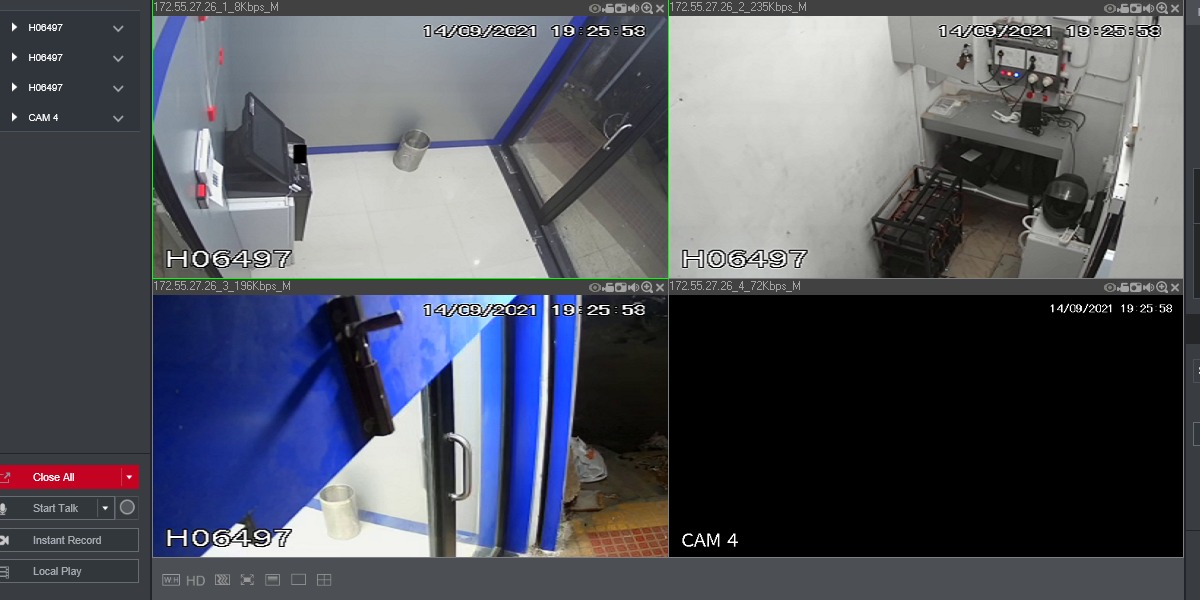 H06497
H06497
H06497
CAM 4
172.55.27.26_1_8Kbps_M
14/09/2021 19:25:58
H06497
172.55.27.26_2_235Kbps_M
14/09/2021 19:25:58
H06497
172.55.27.26_3_196Kbps_M
14/09/2021 19:25:58
H06497
172.55.27.26_4_72Kbps_M
14/09/2021 19:25:58
CAM 4
Close All
Start Talk
Instant Record
Local Play
W:H
HD